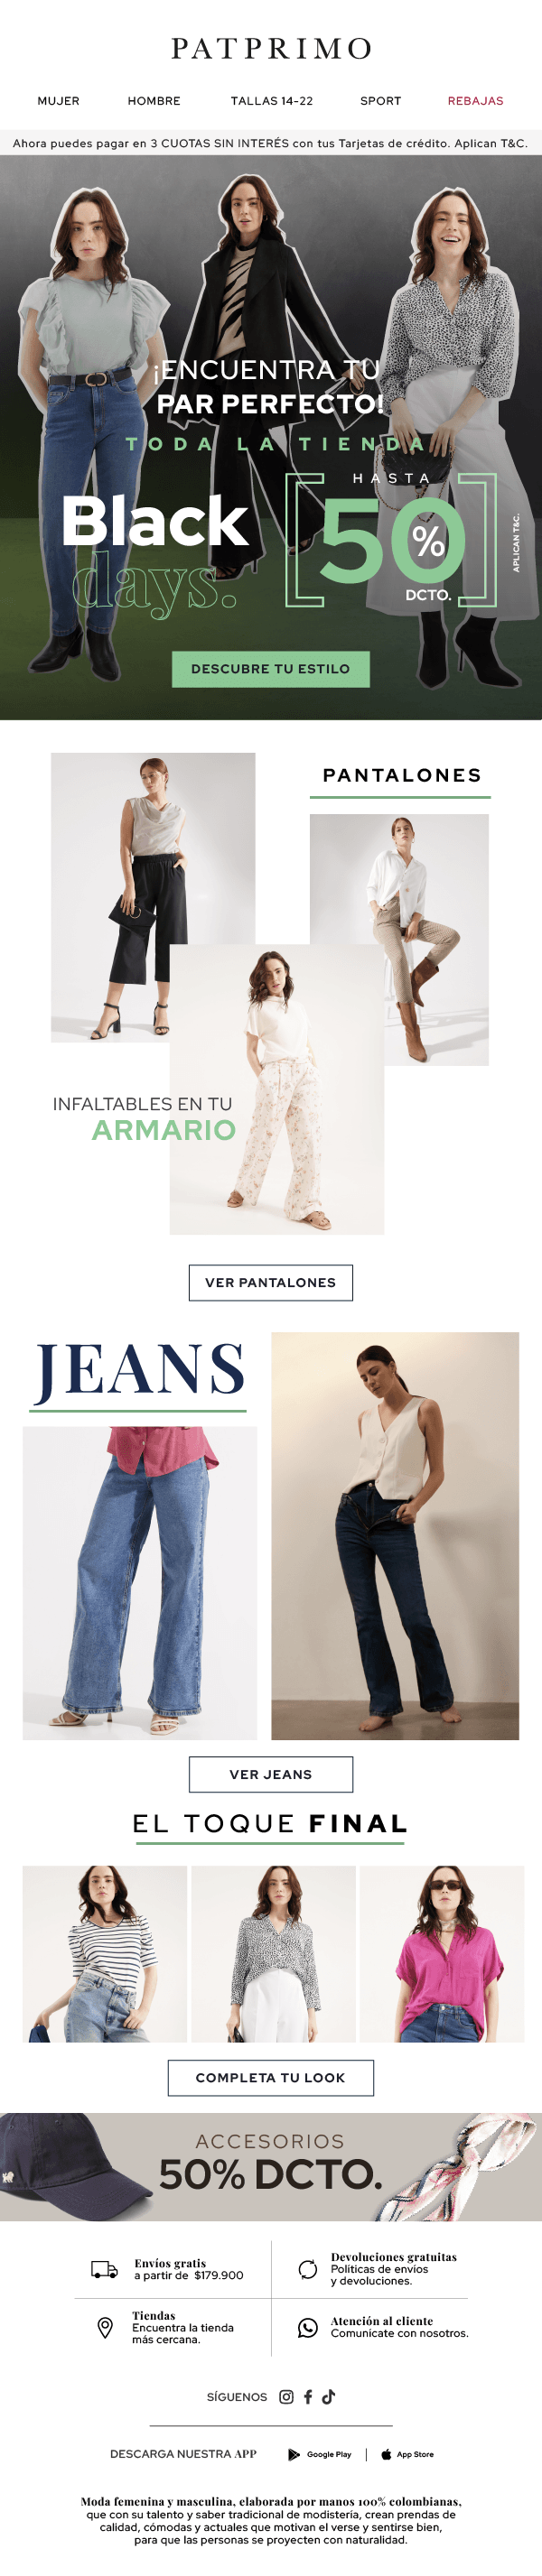 PATPRIMO
MUJER HOMBRE TALLAS 14-22 SPORT REBAJAS
Ahora puedes pagar en 3 CUOTAS SIN INTERÉS con tus Tarjetas de crédito. Aplican T&C.
¡ENCUENTRA TU
PAR PERFECTO!
TODA LA TIENDA
Black
days.
HASTA
50%
DCTO.
APLICAN T&C.
DESCUBRE TU ESTILO
PANTALONES
INFALTABLES EN TU
ARMARIO
VER PANTALONES
JEANS
VER JEANS
EL TOQUE FINAL
COMPLETA TU LOOK
ACCESORIOS
50% DCTO.
Envíos gratis
a partir de $179.900
Devoluciones gratuitas
Políticas de envíos
y devoluciones.
Tiendas
Encuentra la tienda
más cercana.
Atención al cliente
Comunícate con nosotros.
SÍGUENOS
DESCARGA NUESTRA APP Google Play | App Store
Moda femenina y masculina, elaborada por manos 100% colombianas,
que con su talento y saber tradicional de modistería, crean prendas de
calidad, cómodas y actuales que motivan el verse y sentirse bien,
para que las personas se proyecten con naturalidad.